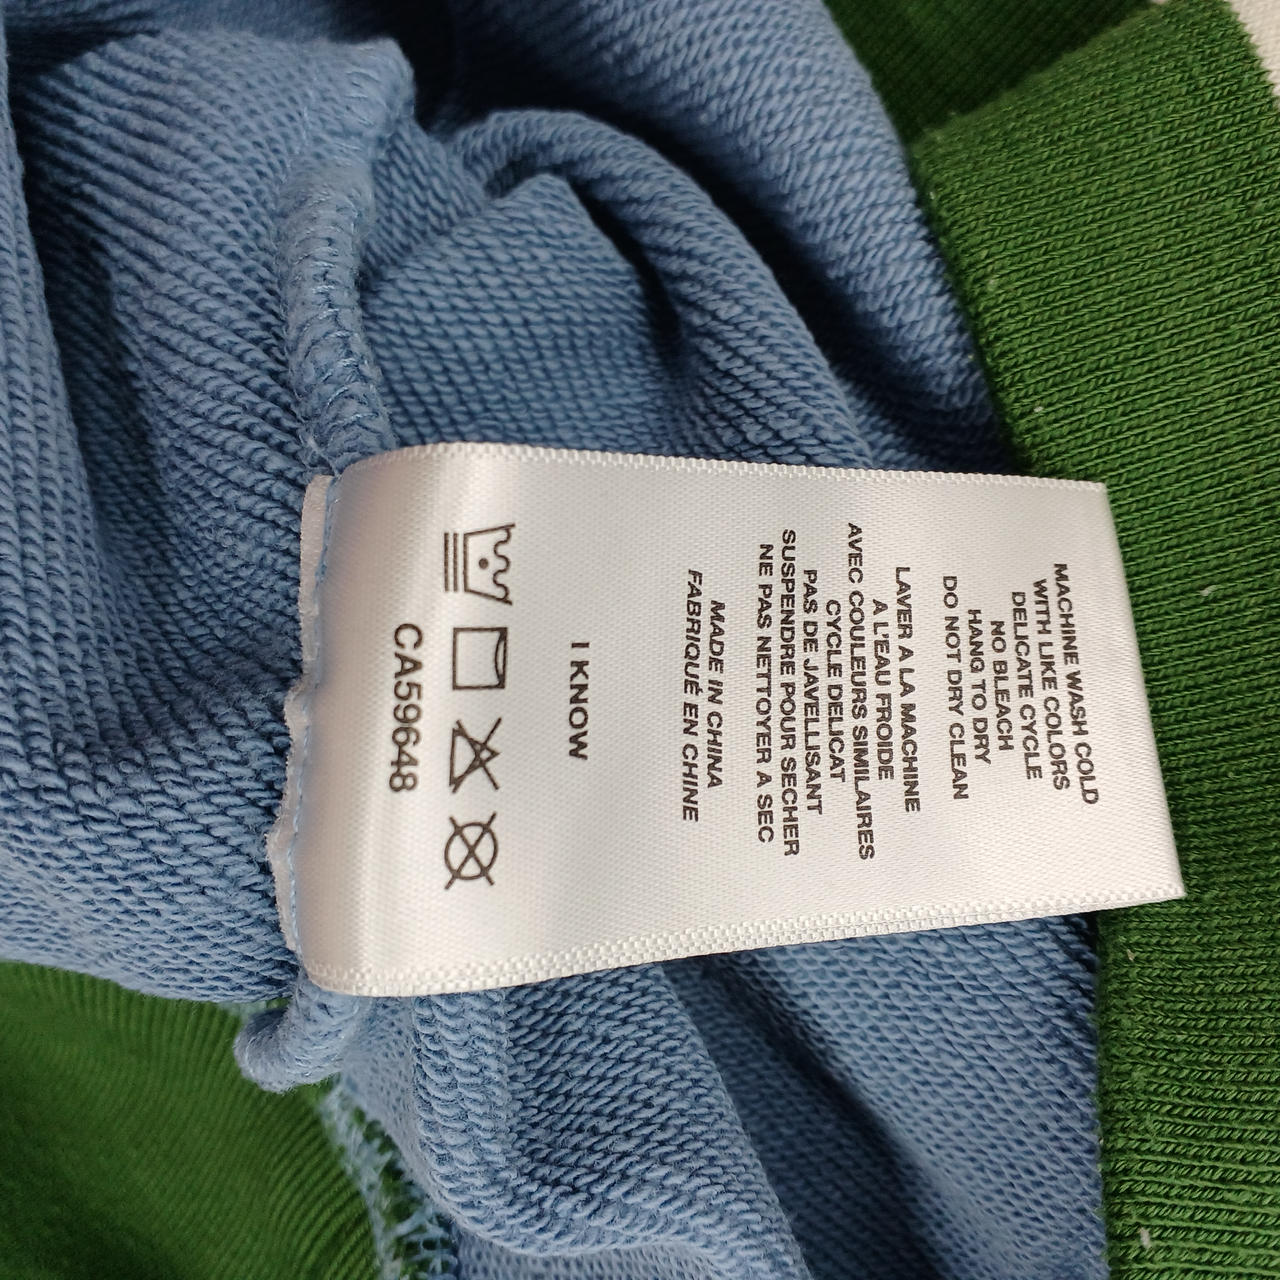 MACHINE WASH COLD
WITH LIKE COLORS
DELICATE CYCLE
NO BLEACH
HANG TO DRY
DO NOT DRY CLEAN
LAVER A LA MACHINE
A L'EAU FROIDE
AVEC COULEURS SIMILAIRES
CYCLE DELICAT
PAS DE JAVELLISANT
SUSPENDRE POUR SECHER
NE PAS NETTOYER A SEC
MADE IN CHINA
FABRIQUÉ EN CHINE
I KNOW
CA59648